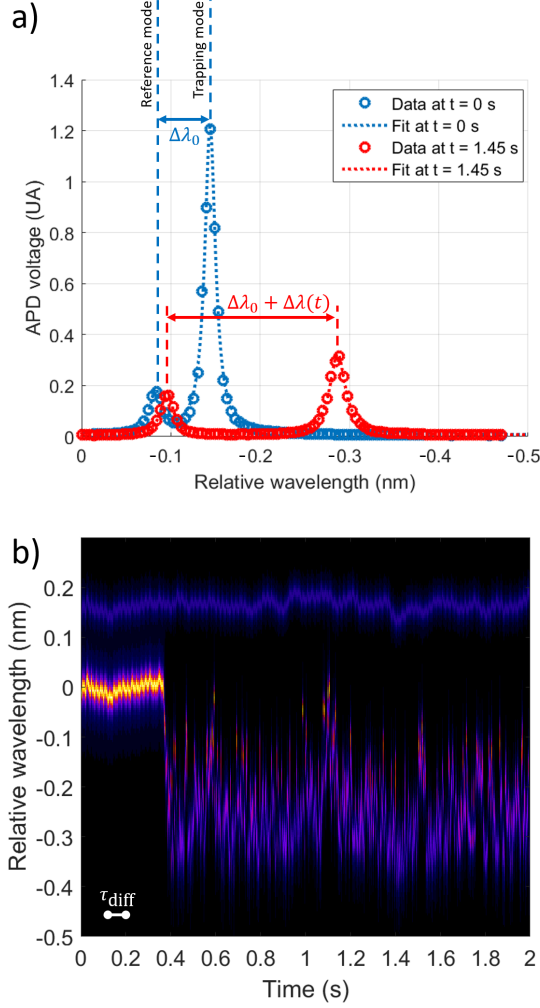 a)
Reference mode
Trapping mode
1.4
1.2
1
0.8
0.6
0.4
0.2
0
APD voltage (UA)
Δλ₀
Δλ₀ + Δλ(t)
Data at t = 0 s
Fit at t = 0 s
Data at t = 1.45 s
Fit at t = 1.45 s
0 -0.1 -0.2 -0.3 -0.4 -0.5
Relative wavelength (nm)
b)
0.2
0.1
0
-0.1
-0.2
-0.3
-0.4
-0.5
Relative wavelength (nm)
τdiff
0 0.2 0.4 0.6 0.8 1 1.2 1.4 1.6 1.8 2
Time (s)